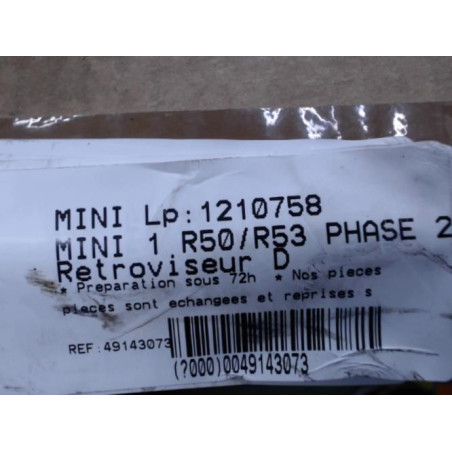 MINI Lp:1210758
MINI 1 R50/R53 PHASE 2
Retroviseur D
* Preparation sous 72h * Nos pieces
pieces sont echangees et reprises s
REF:49143073
(?000)0049143073